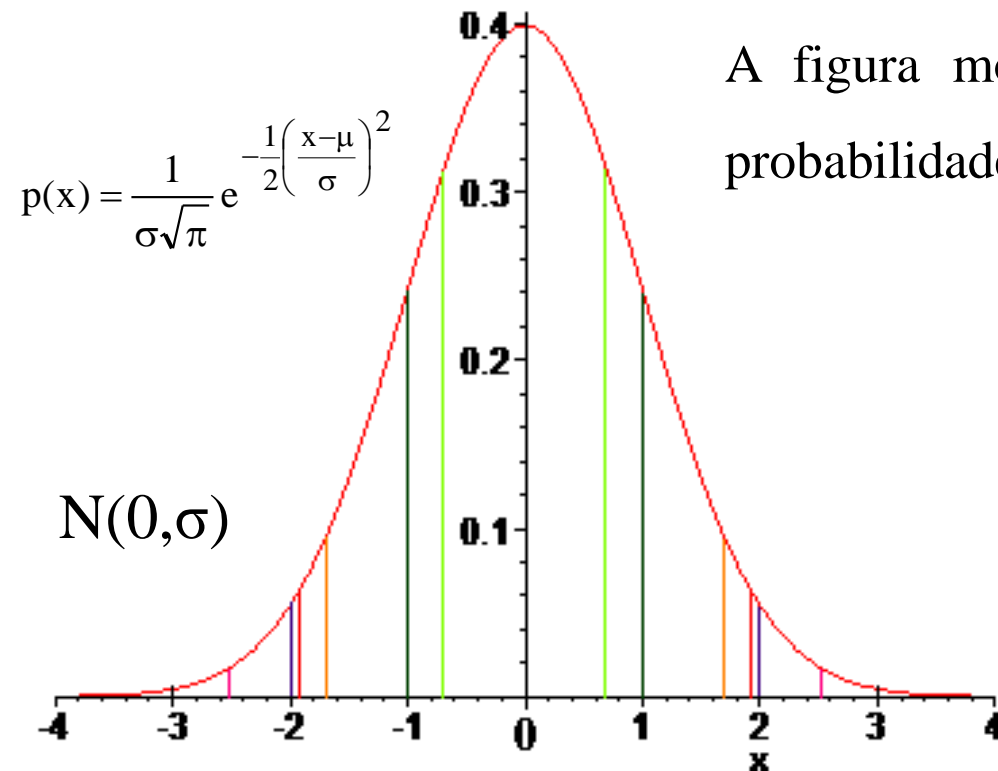 0.4
A figura
probabilidade
p(x) = 1/(σ√π) e^(-1/2((x−μ)/σ)^2)
0.3
0.2
N(0,σ)
0.1
-4 -3 -2 -1 0 1 2 3 4
x